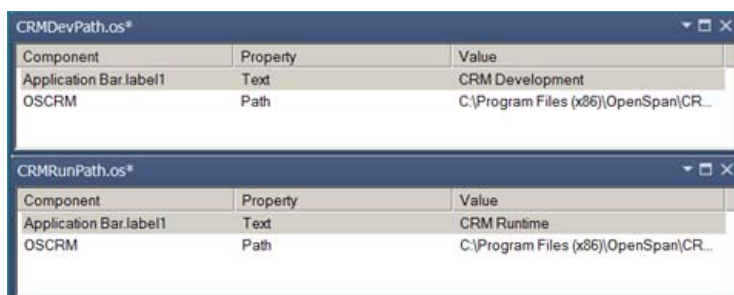 CRMDevPath.os*
Component Property Value
Application Bar.label1 Text CRM Development
OSCRM Path C:\Program Files (x86)\OpenSpan\CR...
CRMRunPath.os*
Component Property Value
Application Bar.label1 Text CRM Runtime
OSCRM Path C:\Program Files (x86)\OpenSpan\CR...